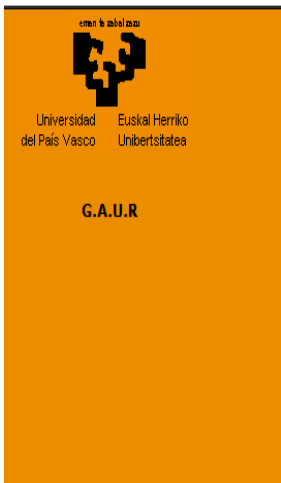 eman ta zabal zazu
Universidad Euskal Herriko
del País Vasco Unibertsitatea
G.A.U.R